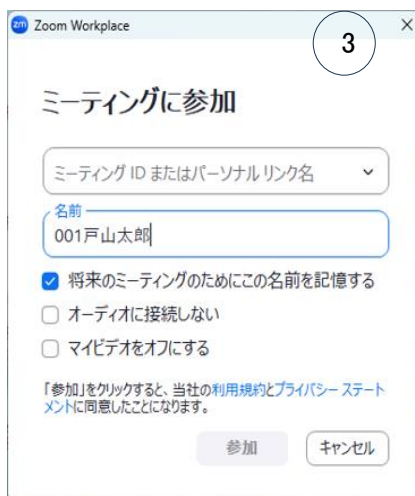 zm Zoom Workplace
3
ミーティングに参加
ミーティング ID またはパーソナル リンク名
名前
001戸山太郎
将来のミーティングのためにこの名前を記憶する
オーディオに接続しない
マイビデオをオフにする
「参加」をクリックすると、当社の利用規約とプライバシー ステート
メントに同意したことになります。
参加 キャンセル